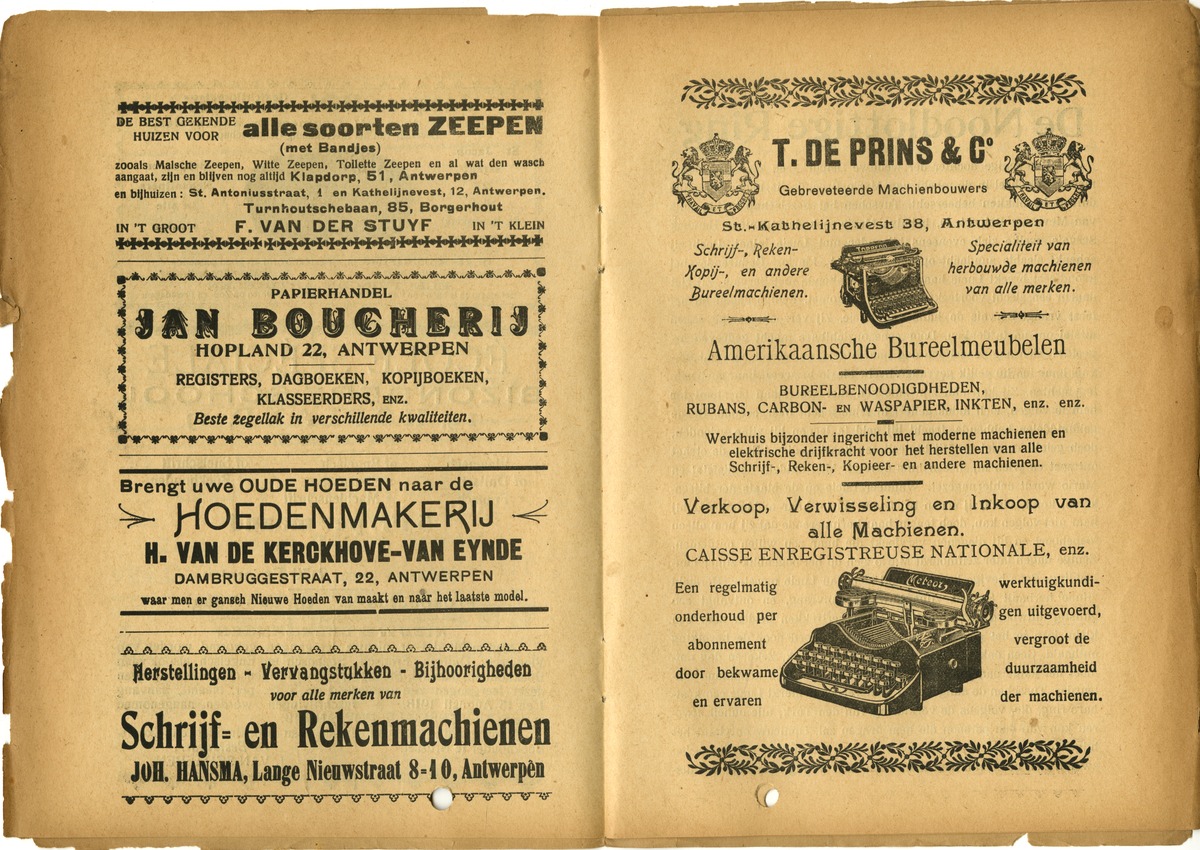 DE BEST GEKENDE
HUIZEN VOOR
alle soorten ZEEPEN
(met Bandjes)
zooals Malsche Zeepen, Witte Zeepen, Tollette Zeepen en al wat den wasch
aangaat, zijn en blijven nog altijd Klapdorp, 51, Antwerpen
en bijhuizen: St. Antoniusstraat, 1 en Kathelijnevest, 12, Antwerpen.
Turnhoutschebaan, 85, Borgerhout
IN 'T GROOT F. VAN DER STUYF IN 'T KLEIN
PAPIERHANDEL
JAN BOUCHERIJ
HOPLAND 22, ANTWERPEN
REGISTERS, DAGBOEKEN, KOPIJBOEKEN,
KLASSEERDERS, ENZ.
Beste zegellak in verschillende kwaliteiten.
Brengt uwe OUDE HOEDEN naar de
HOEDENMAKERIJ
H. VAN DE KERCKHOVE-VAN EYNDE
DAMBRUGGESTRAAT, 22, ANTWERPEN
waar men er gansch Nieuwe Hoeden van maakt en naar het laatste model.
Herstellingen - Vervangstukken - Bijhoorigheden
voor alle merken van
Schrijf= en Rekenmachienen
JOH. HANSMA, Lange Nieuwstraat 8=10, Antwerpèn
T. DE PRINS & Cº
Gebreveteerde Machienbouwers
St.-Kathelijnevest 38, Antwerpen
Schrijf-, Reken-
Kopij-, en andere
Bureelmachienen.
Specialiteit van
herbouwde machienen
van alle merken.
Amerikaansche Bureelmeubelen
BUREELBENOODIGDHEDEN,
RUBANS, CARBON- EN WASPAPIER, INKTEN, enz. enz.
Werkhuis bijzonder ingericht met moderne machienen en
elektrische drijfkracht voor het herstellen van alle
Schrijf-, Reken-, Kopieer- en andere machienen.
Verkoop, Verwisseling en Inkoop van
alle Machienen.
CAISSE ENREGISTREUSE NATIONALE, enz.
Meteor
Een regelmatig
onderhoud per
abonnement
door bekwame
en ervaren
werktuigkundi-
gen uitgevoerd,
vergroot de
duurzaamheid
der machienen.